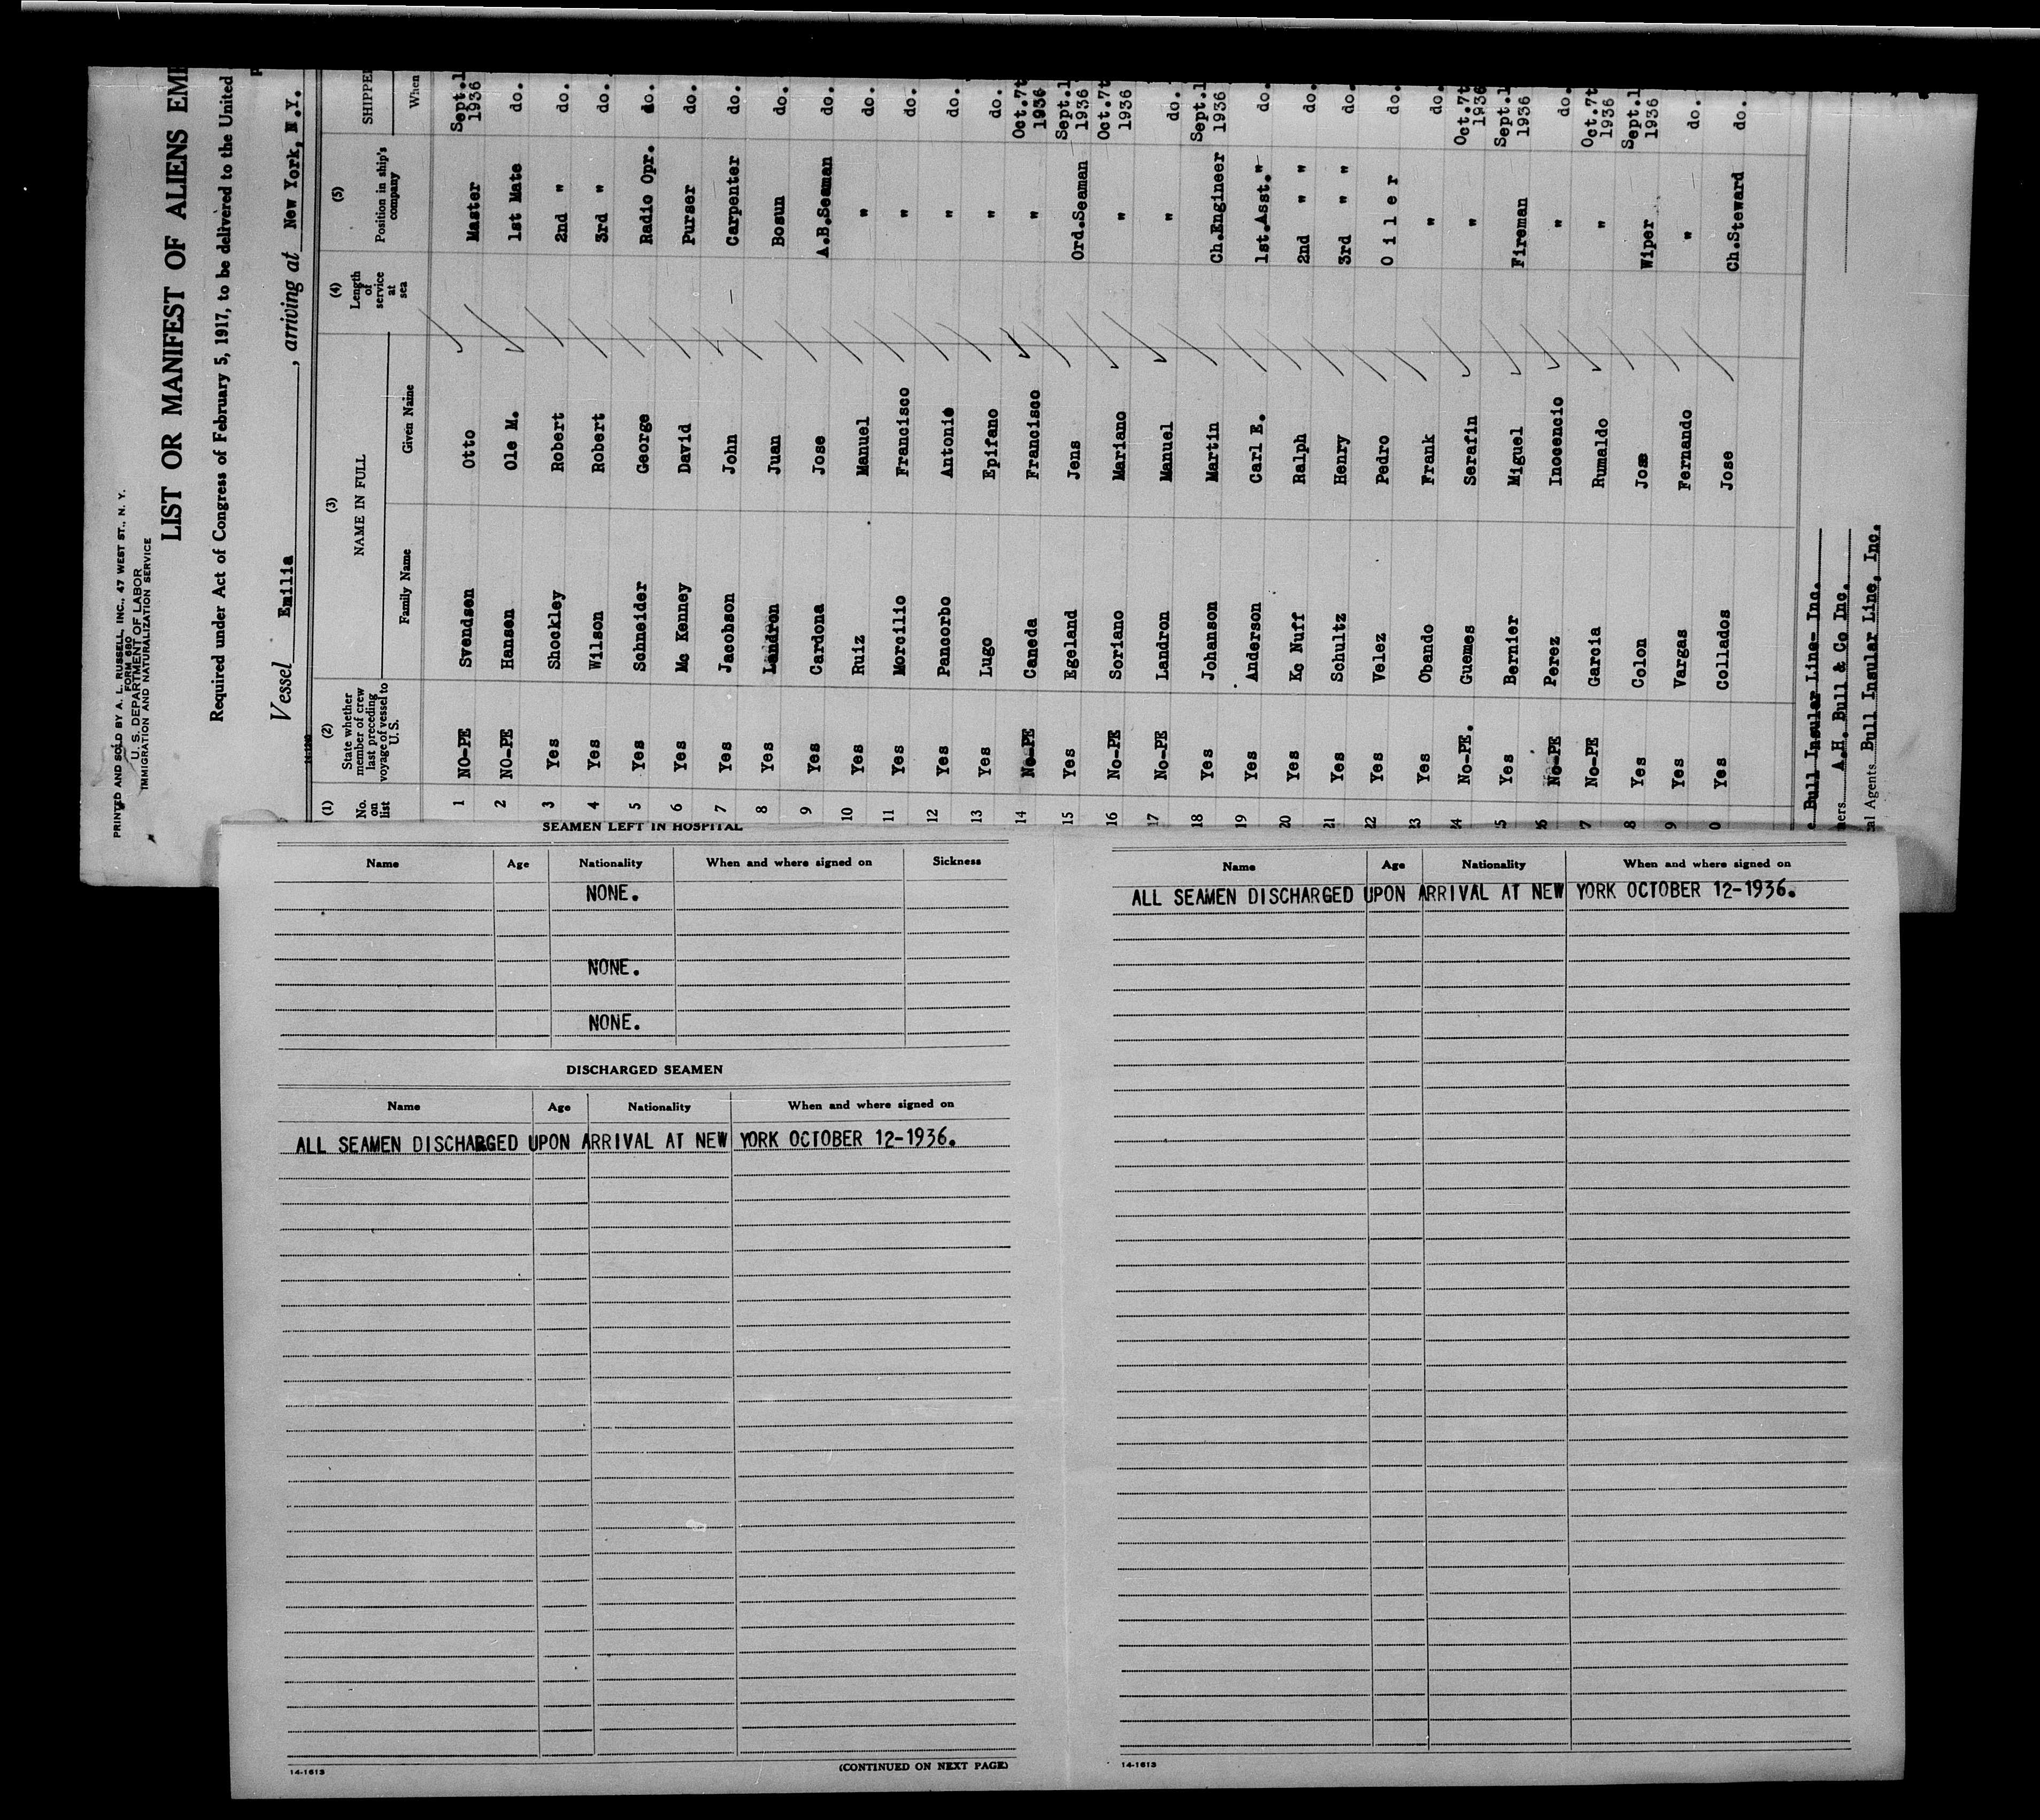 PRINTED AND SOLD BY A. L. RUSSELL, INC., 47 WEST ST., N. Y.
FORM 680
U. S. DEPARTMENT OF LABOR
IMMIGRATION AND NATURALIZATION SERVICE
LIST OR MANIFEST OF ALIENS EM
Required under Act of Congress of February 5, 1917, to be delivered to the United
Vessel Emilia, arriving at New York, N.Y.
(1) (2) (3) (4) (5) SHIPPE
No. on list State whether member of crew last preceding voyage of vessel to U.S. NAME IN FULL Family Name Given Name Length of service at sea Position in ship's company When
1 NO-PE Svendsen Otto Master Sept.1 1936
2 NO-PE Hansen Ole M. 1st Mate do.
3 Yes Shockley Robert 2nd " do.
4 Yes Wilson Robert 3rd " do.
5 Yes Schneider George Radio Opr. do.
6 Yes Mc Kenney David Purser do.
7 Yes Jacobson John Carpenter do.
8 Yes Landron Juan Bosun do.
9 Yes Cardona Jose A.B.Seaman do.
10 Yes Ruiz Manuel " do.
11 Yes Morcilio Francisco " do.
12 Yes Pancorbo Antonio " do.
13 Yes Lugo Epifano " do.
14 No-PE Caneda Francisco " Oct.7t 1936
15 Yes Egeland Jens Ord.Seaman Sept.1 1936
16 No-PE Soriano Mariano " Oct.7t 1936
17 No-PE Landron Manuel " do.
18 Yes Johanson Martin Ch.Engineer Sept.1 1936
19 Yes Anderson Carl E. 1st.Asst." do.
20 Yes Mc Nuff Ralph 2nd " " do.
21 Yes Schultz Henry 3rd " " do.
22 Yes Velez Pedro O i l e r do.
23 Yes Obando Frank " do.
24 No-PE. Guemes Serafin " Oct.7t 1936
5 Yes Bernier Miguel Fireman Sept.1 1936
26 No-PE Perez Inocencio " do.
7 No-PE Garcia Rumaldo " Oct.7t 1936
8 Yes Colon Jose Wiper Sept.1 1936
9 Yes Vargas Fernando " do.
0 Yes Collados Jose Ch.Steward do.
e Bull Insular Line- Inc.
ners A.H. Bull & Co Inc.
al Agents Bull Insular Line, Inc.
SEAMEN LEFT IN HOSPITAL
Name Age Nationality When and where signed on Sickness
NONE.
NONE.
NONE.
DISCHARGED SEAMEN
Name Age Nationality When and where signed on
ALL SEAMEN DISCHARGED UPON ARRIVAL AT NEW YORK OCTOBER 12-1936.
14-1613 (CONTINUED ON NEXT PAGE)
Name Age Nationality When and where signed on
ALL SEAMEN DISCHARGED UPON ARRIVAL AT NEW YORK OCTOBER 12-1936.
14-1613